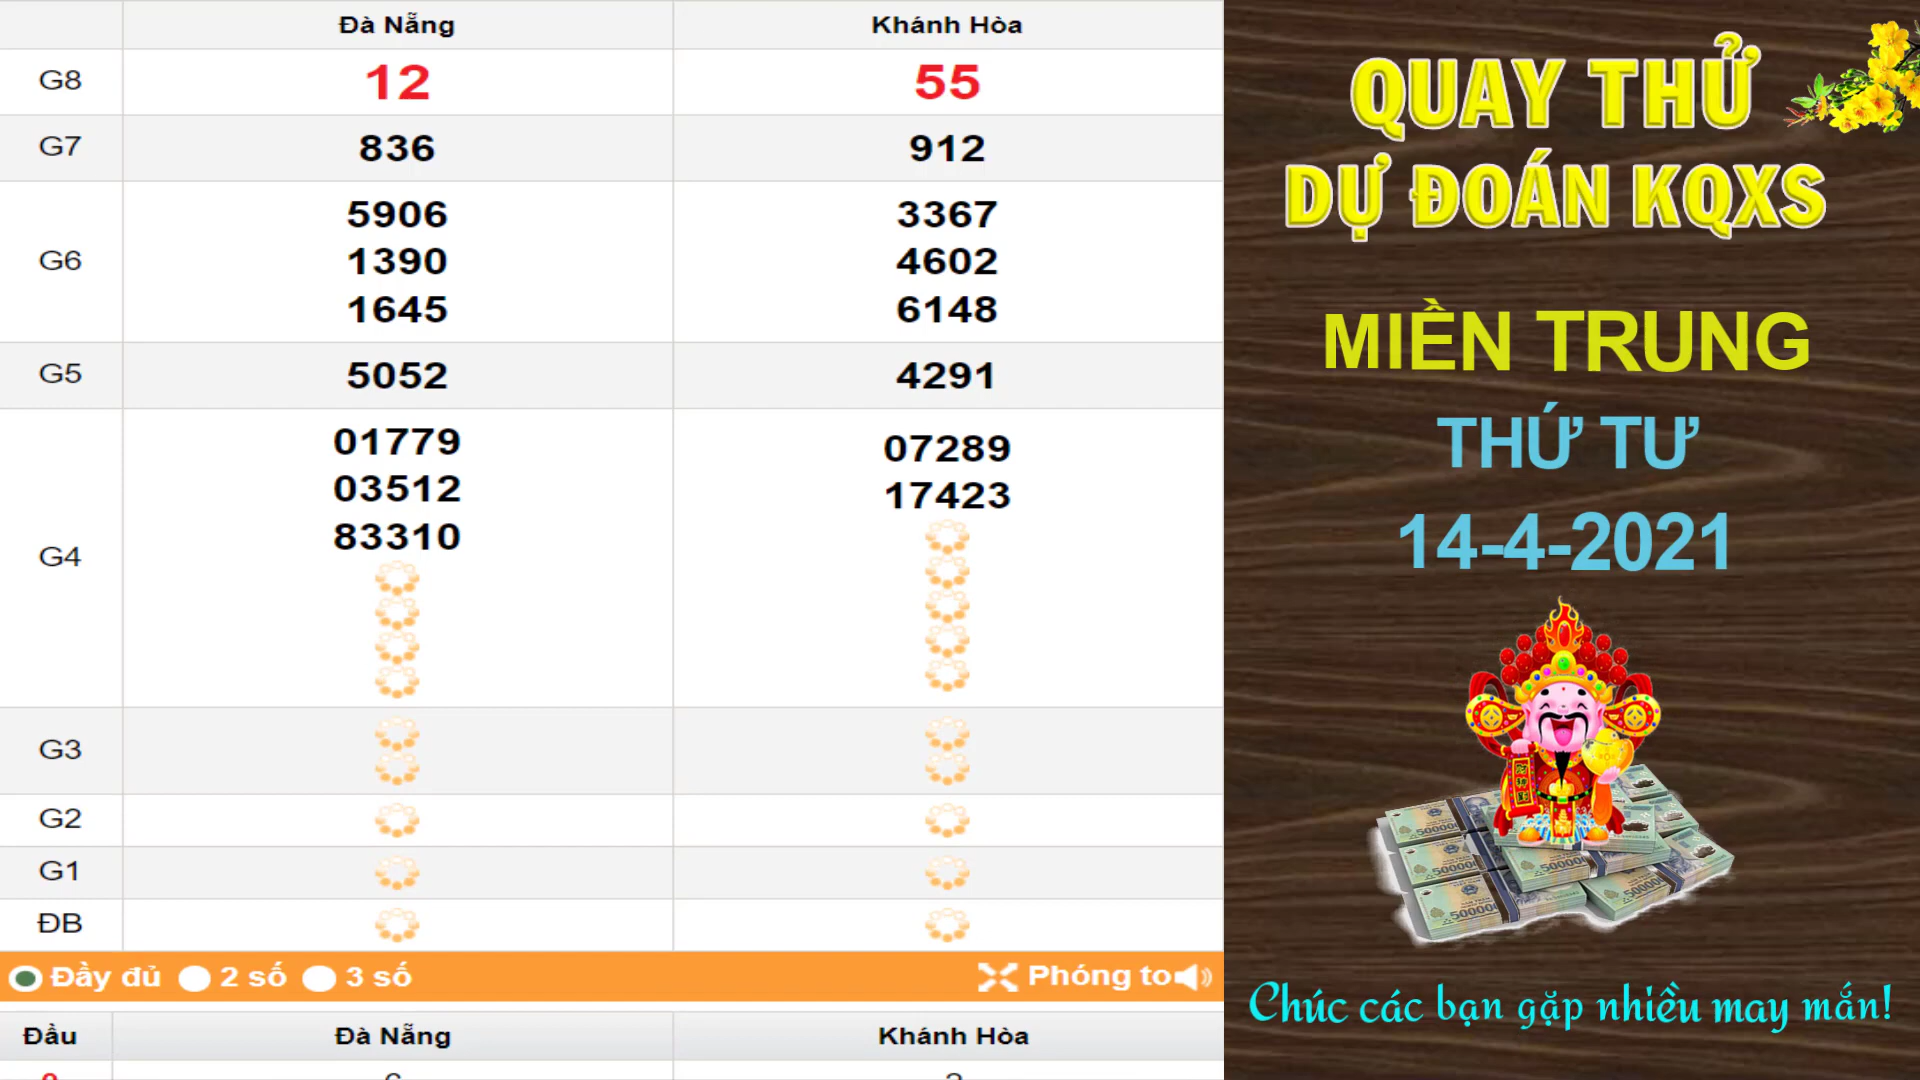 Đà Nẵng Khánh Hòa
G8 12 55
G7 836 912
G6
5906 3367
1390 4602
1645 6148
G5 5052 4291
G4
01779 07289
03512 17423
83310
G3
G2
G1
ĐB
Đầy đủ 2 số 3 số Phóng to
Đầu Đà Nẵng Khánh Hòa
QUAY THỬ
DỰ ĐOÁN KQXS
MIỀN TRUNG
THỨ TƯ
14-4-2021
Chúc các bạn gặp nhiều may mắn!